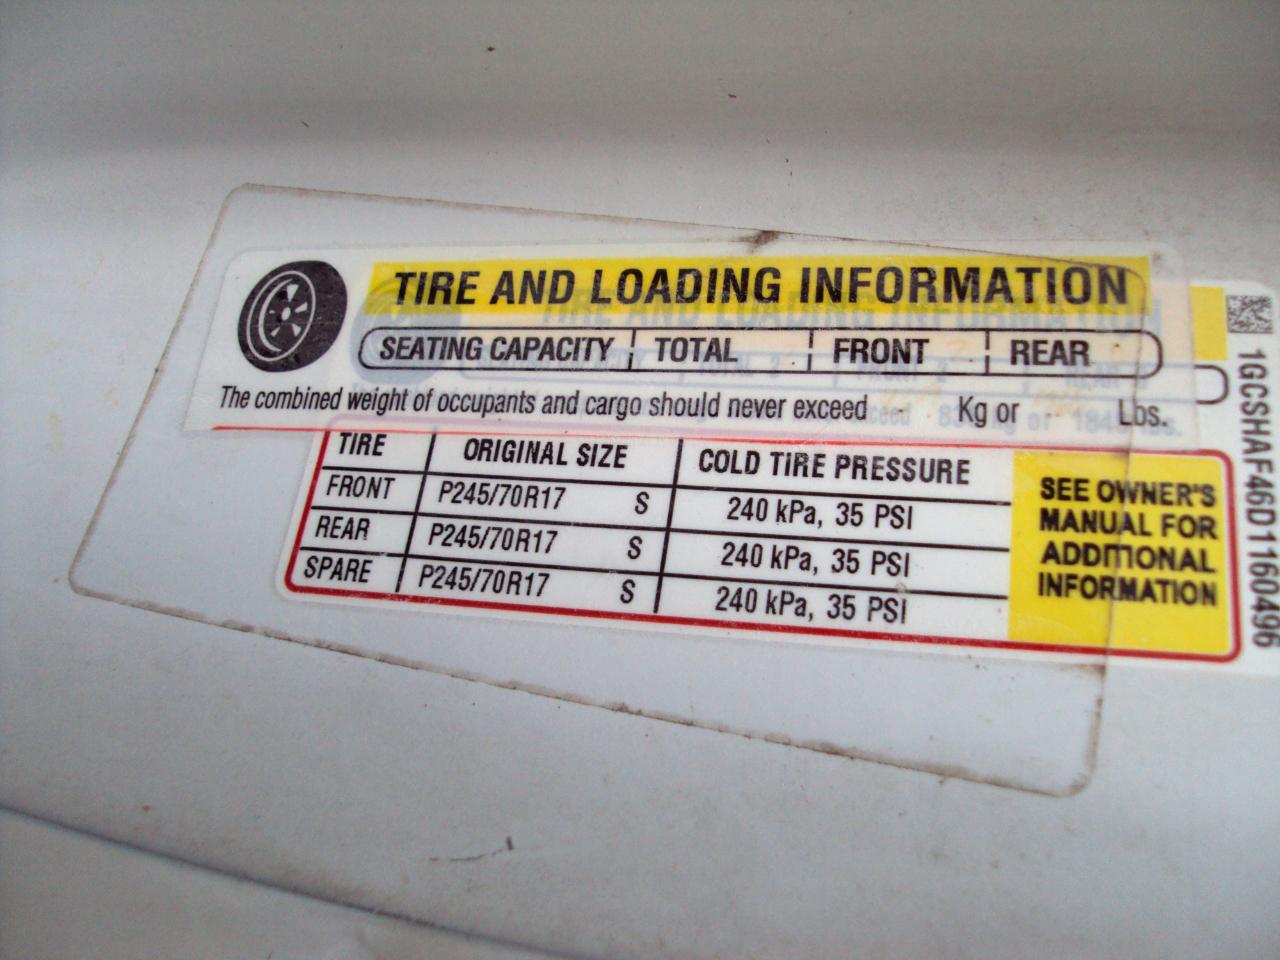 TIRE AND LOADING INFORMATION
SEATING CAPACITY TOTAL FRONT REAR
The combined weight of occupants and cargo should never exceed Kg or Lbs.
TIRE ORIGINAL SIZE COLD TIRE PRESSURE
FRONT P245/70R17 S 240 kPa, 35 PSI
REAR P245/70R17 S 240 kPa, 35 PSI
SPARE P245/70R17 S 240 kPa, 35 PSI
SEE OWNER'S
MANUAL FOR
ADDITIONAL
INFORMATION
1GCSHAF46D1160496